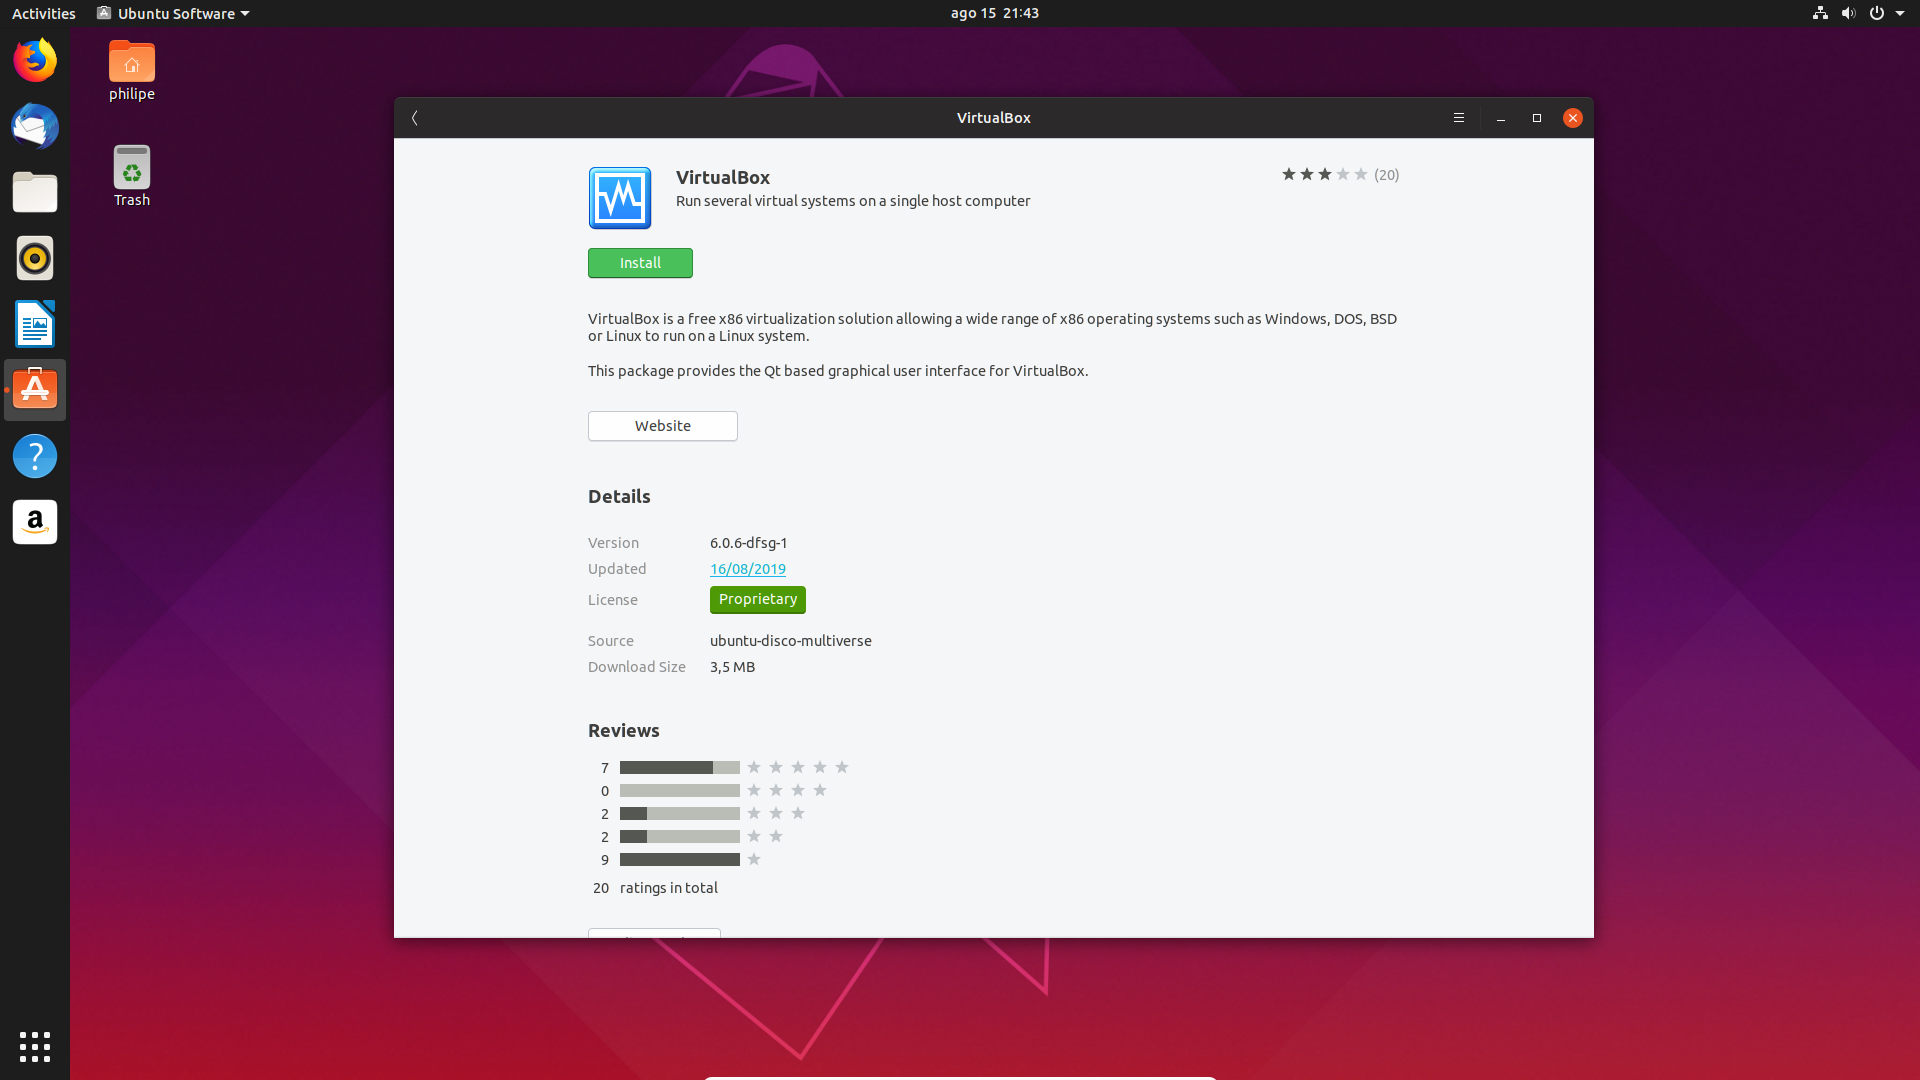 Activities
Ubuntu Software
ago 15 21:43
philipe
Trash
VirtualBox
VirtualBox
(20)
Run several virtual systems on a single host computer
Install
VirtualBox is a free x86 virtualization solution allowing a wide range of x86 operating systems such as Windows, DOS, BSD
or Linux to run on a Linux system.
This package provides the Qt based graphical user interface for VirtualBox.
Website
Details
Version 6.0.6-dfsg-1
Updated 16/08/2019
License Proprietary
Source ubuntu-disco-multiverse
Download Size 3,5 MB
Reviews
7
0
2
2
9
20 ratings in total